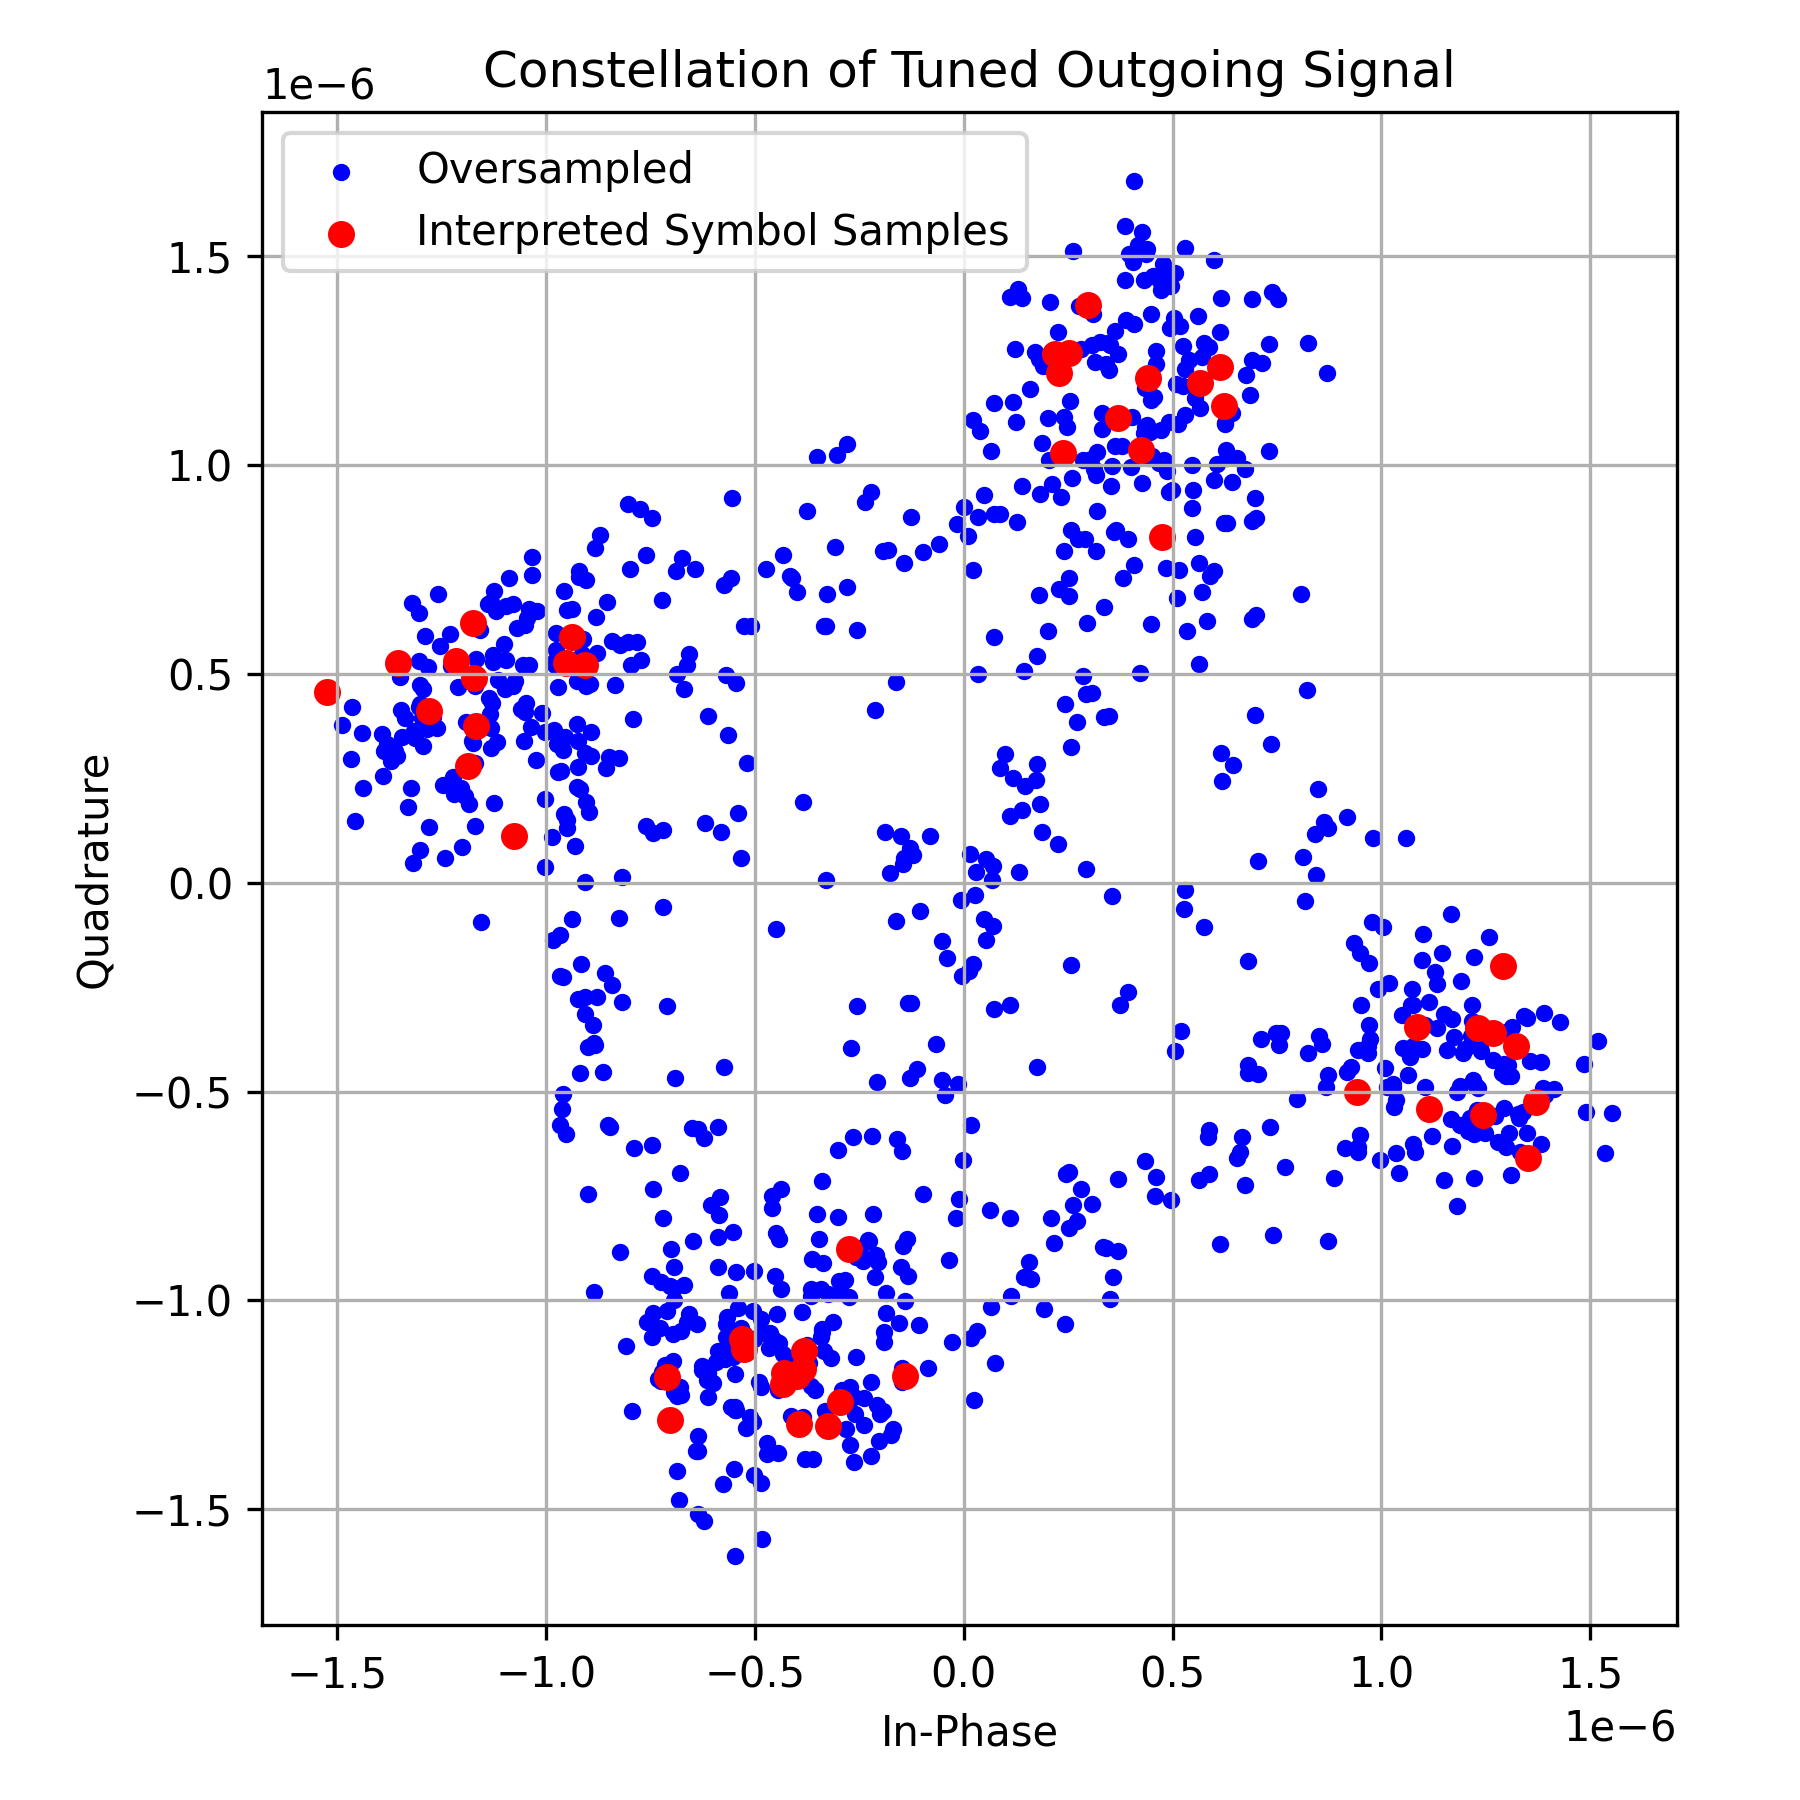 Constellation of Tuned Outgoing Signal
1e−6
Oversampled
Interpreted Symbol Samples
1.5
1.0
0.5
0.0
−0.5
−1.0
−1.5
Quadrature
−1.5 −1.0 −0.5 0.0 0.5 1.0 1.5
1e−6
In-Phase